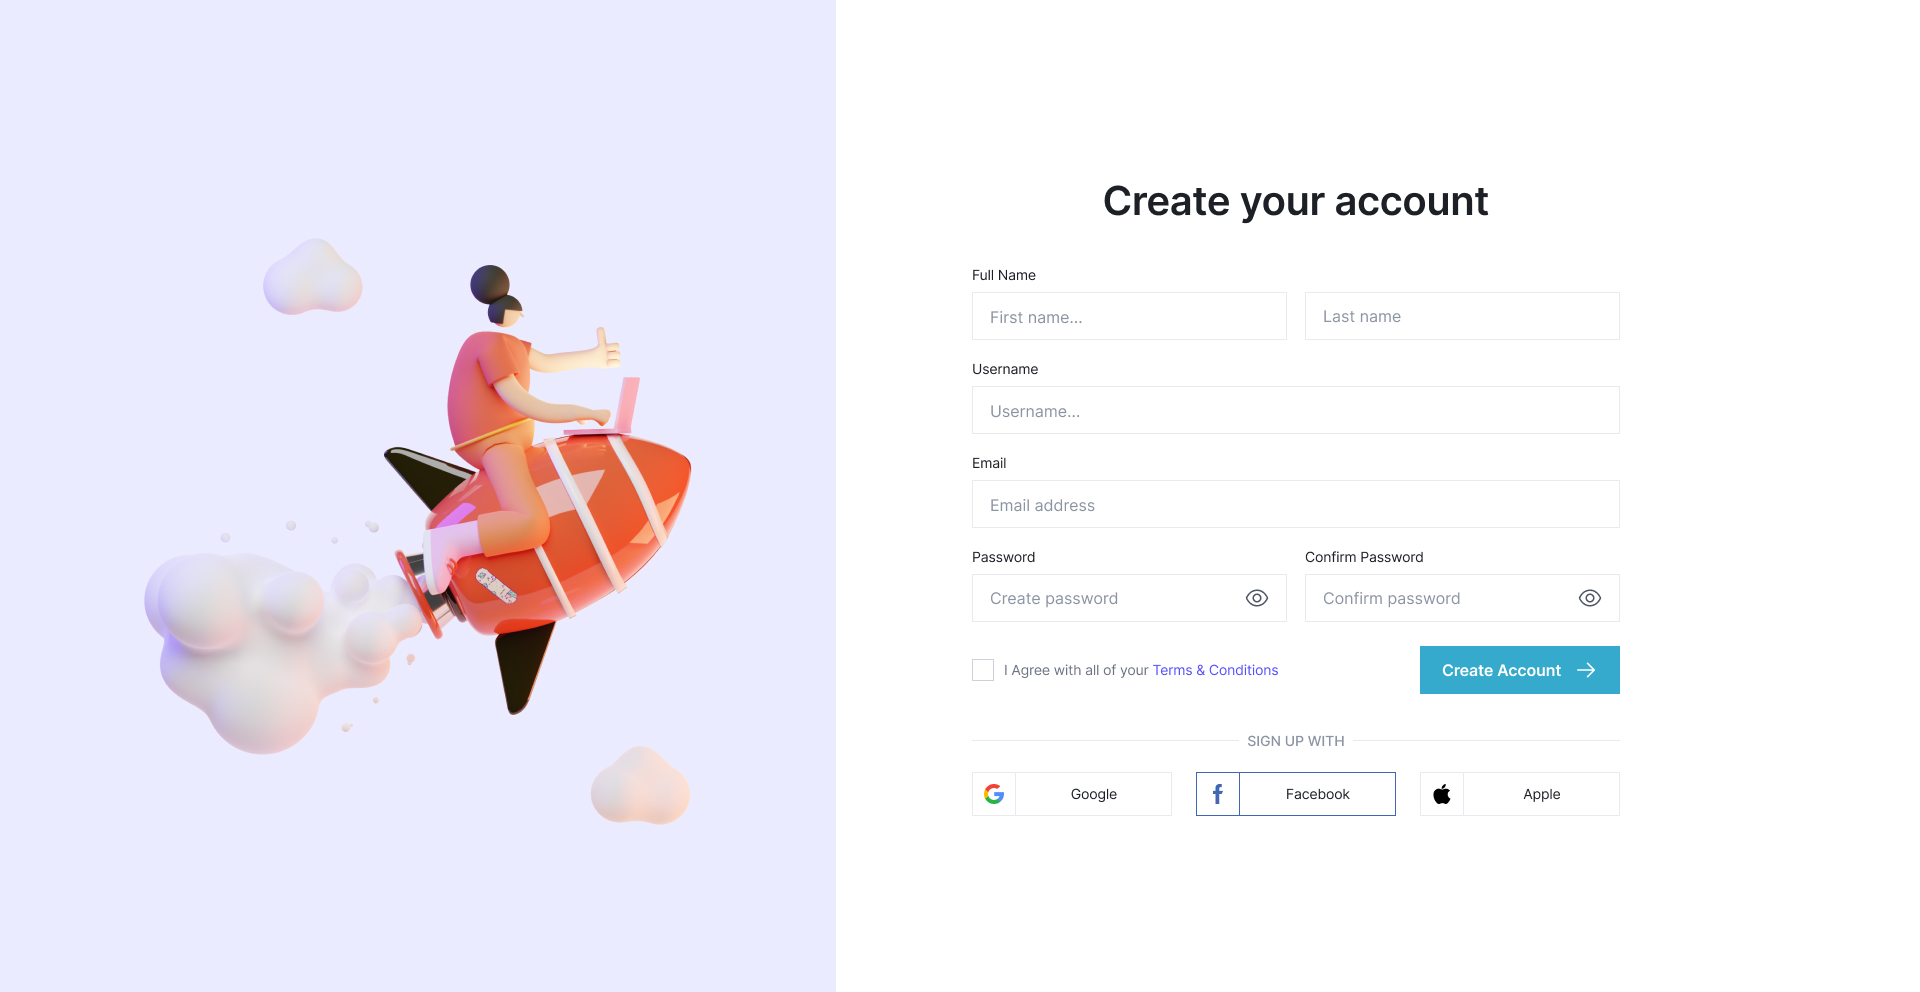 Create your account
Full Name
First name...
Last name
Username
Username...
Email
Email address
Password
Confirm Password
Create password
Confirm password
I Agree with all of your Terms & Conditions
Create Account
SIGN UP WITH
Google
Facebook
Apple